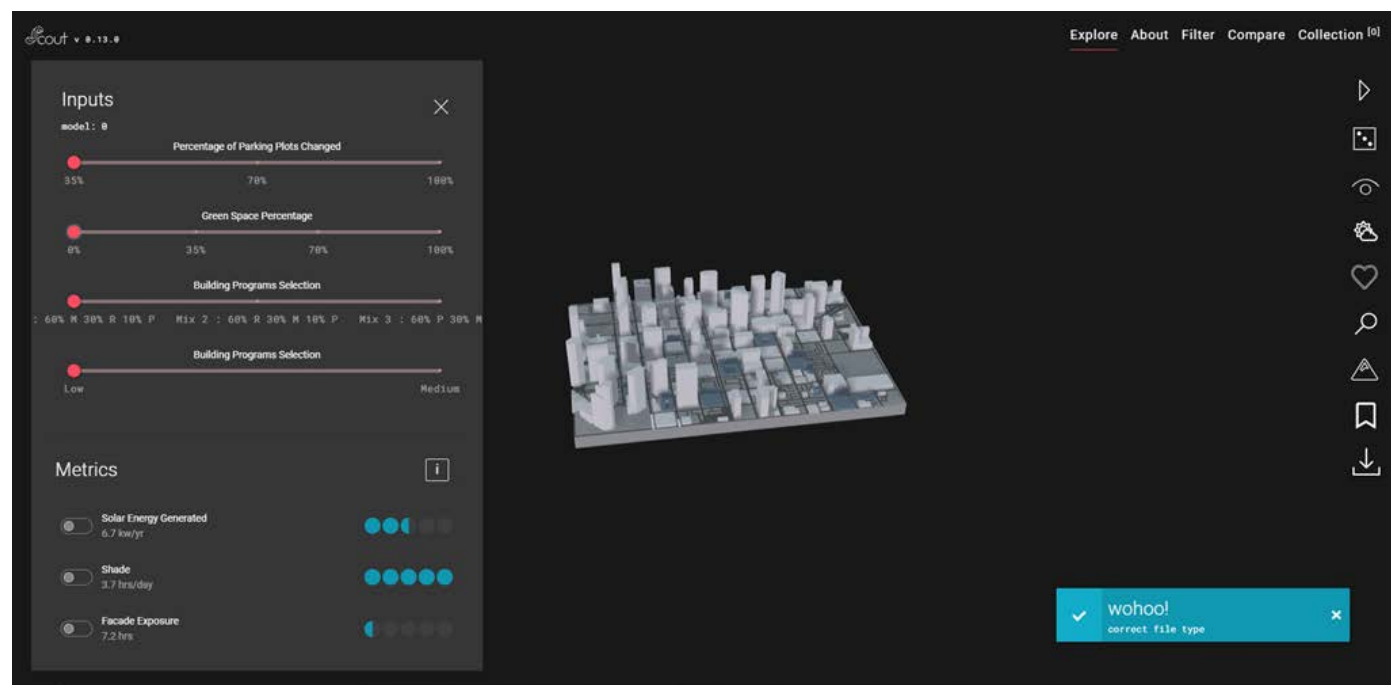 Scout v 0.13.0
Explore About Filter Compare Collection [0]
Inputs
model: 0
Percentage of Parking Plots Changed
35% 70% 100%
Green Space Percentage
0% 35% 70% 100%
Building Programs Selection
: 60% M 30% R 10% P Mix 2 : 60% R 30% M 10% P Mix 3 : 60% P 30% M
Building Programs Selection
Low Medium
Metrics
i
Solar Energy Generated
6.7 kw/yr
Shade
3.7 hrs/day
Facade Exposure
7.2 hrs
wohoo!
correct file type